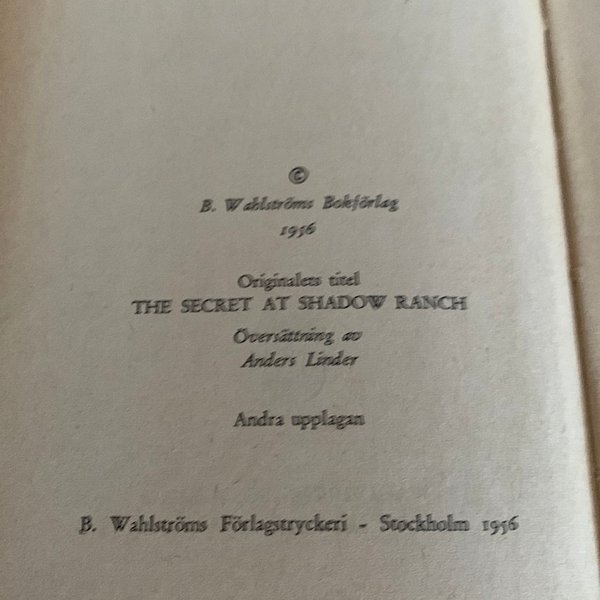 ©
B. Wahlströms Bokförlag
1956
Originalets titel
THE SECRET AT SHADOW RANCH
Översättning av
Anders Linder
Andra upplagan
B. Wahlströms Förlagstryckeri - Stockholm 1956